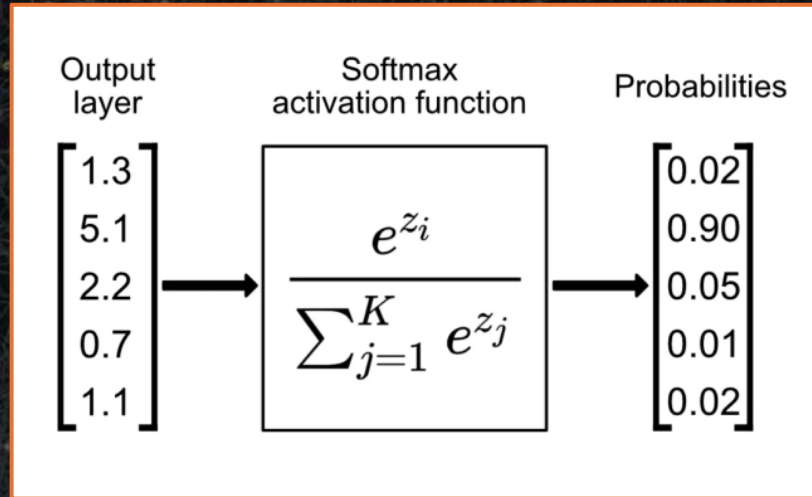 Output
layer
Softmax
activation function
Probabilities
1.3
5.1
2.2
0.7
1.1
e^{z_i}
∑_{j=1}^{K} e^{z_j}
0.02
0.90
0.05
0.01
0.02